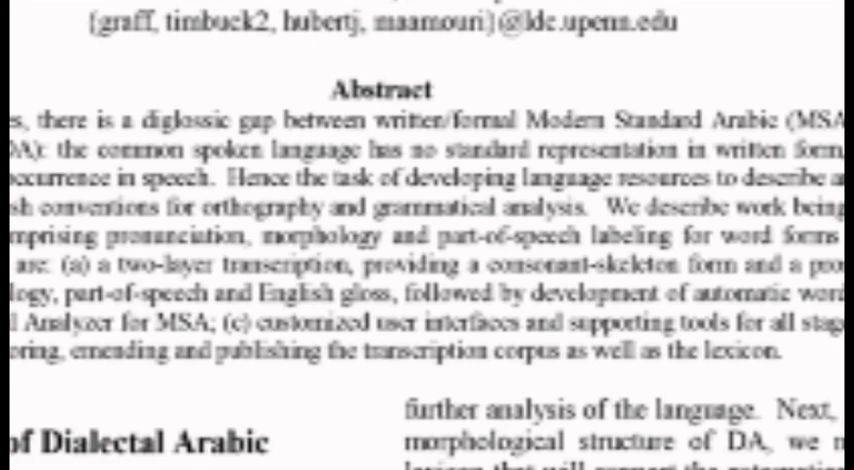 {graff, timbuck2, hubertj, maamouri}@ldc.upenn.edu
Abstract
s, there is a diglossic gap between written/formal Modern Standard Arabic (MSA
DA): the common spoken language has no standard representation in written form,
occurrence in speech. Hence the task of developing language resources to describe a
sh conventions for orthography and grammatical analysis. We describe work being
mprising pronunciation, morphology and part-of-speech labeling for word forms
are: (a) a two-layer transcription, providing a consonant-skeleton form and a pro
logy, part-of-speech and English gloss, followed by development of automatic word
l Analyzer for MSA; (c) customized user interfaces and supporting tools for all stag
oring, emending and publishing the transcription corpus as well as the lexicon.
of Dialectal Arabic
further analysis of the language. Next,
morphological structure of DA, we n